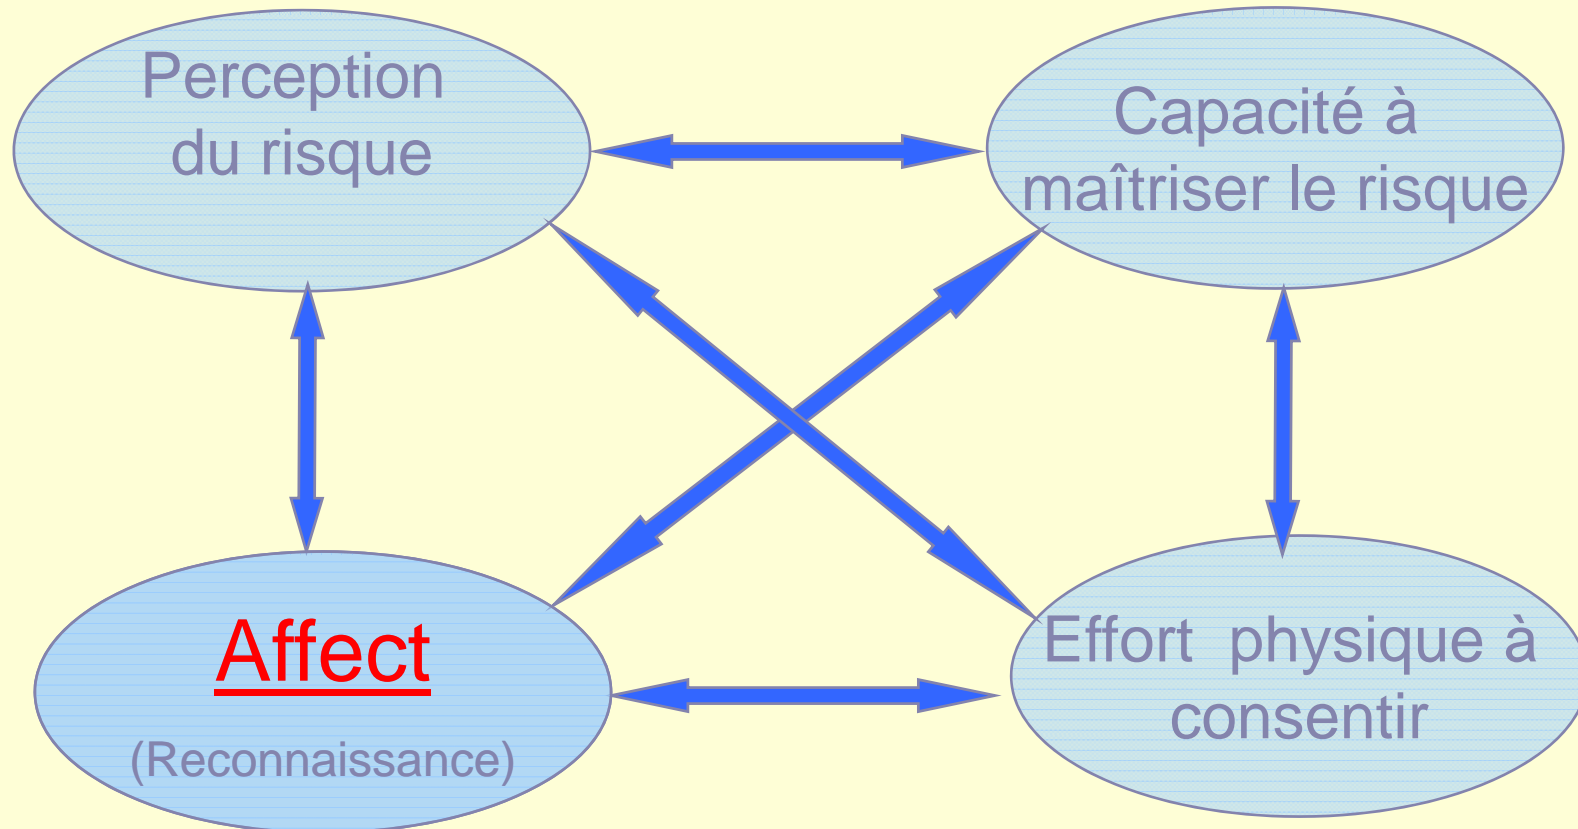 Perception
du risque
Capacité à
maîtriser le risque
Affect
(Reconnaissance)
Effort physique à
consentir